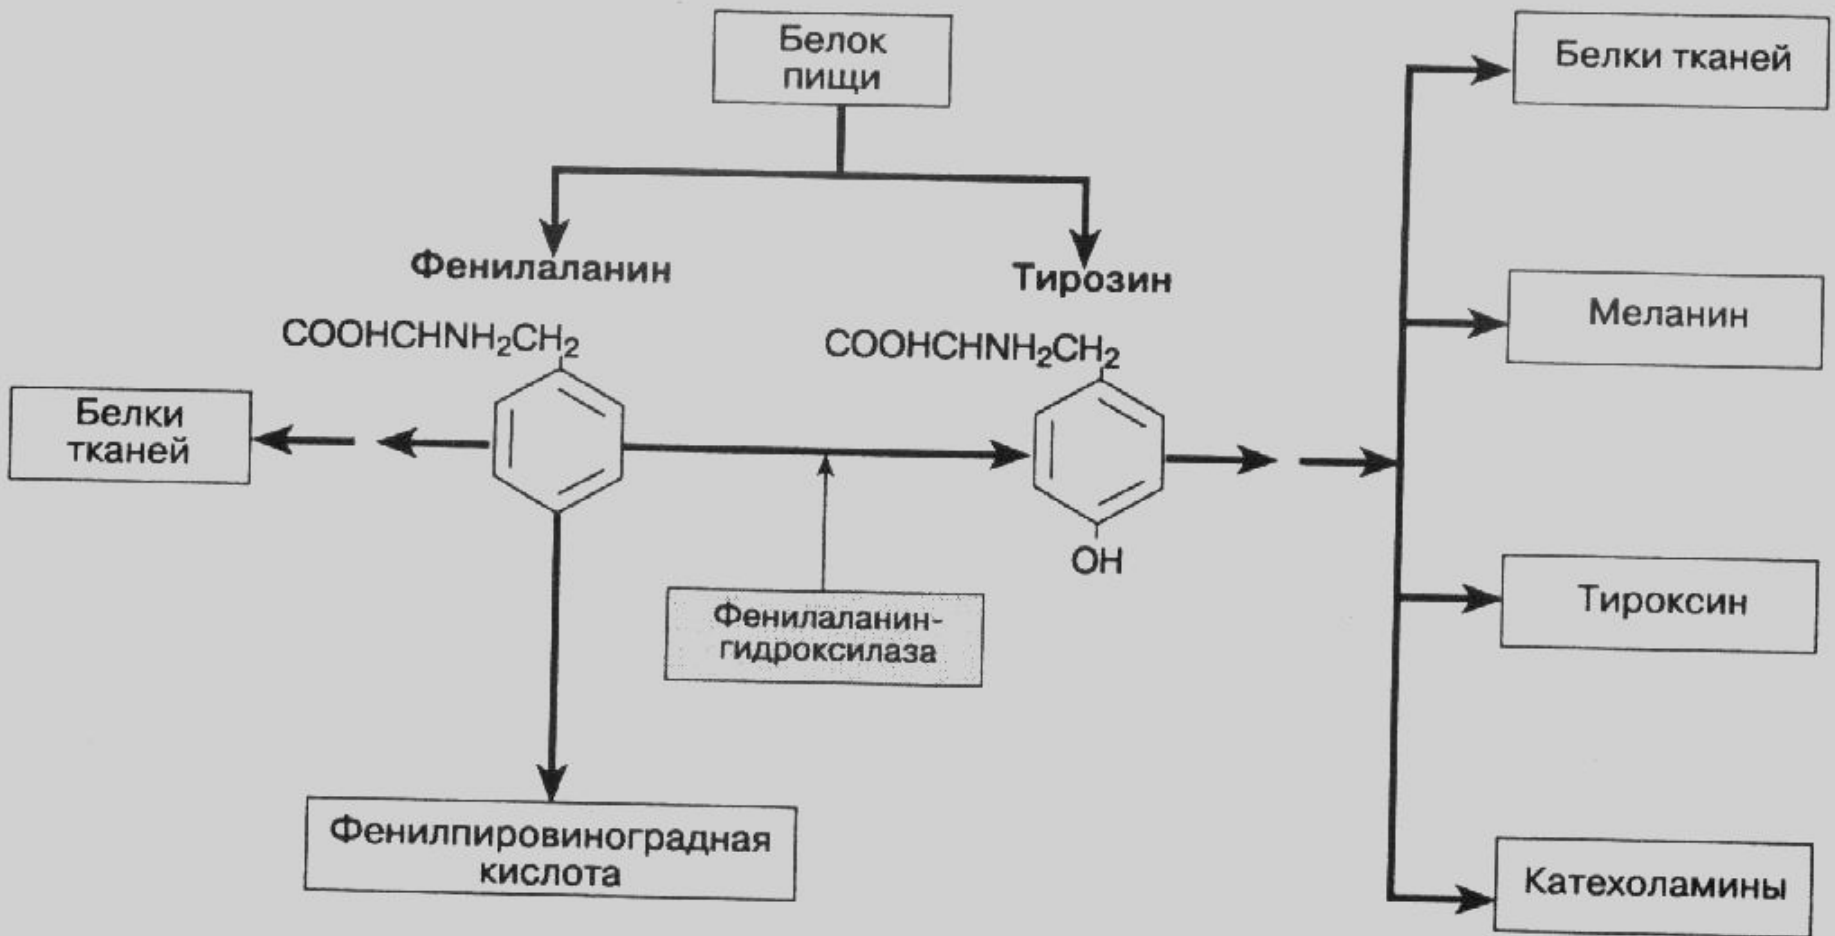 Белок
пищи
Белки тканей
Фенилаланин
Тирозин
COOHCHNH₂CH₂
COOHCHNH₂CH₂
Меланин
Белки
тканей
OH
Фенилаланин-
гидроксилаза
Тироксин
Фенилпировиноградная
кислота
Катехоламины